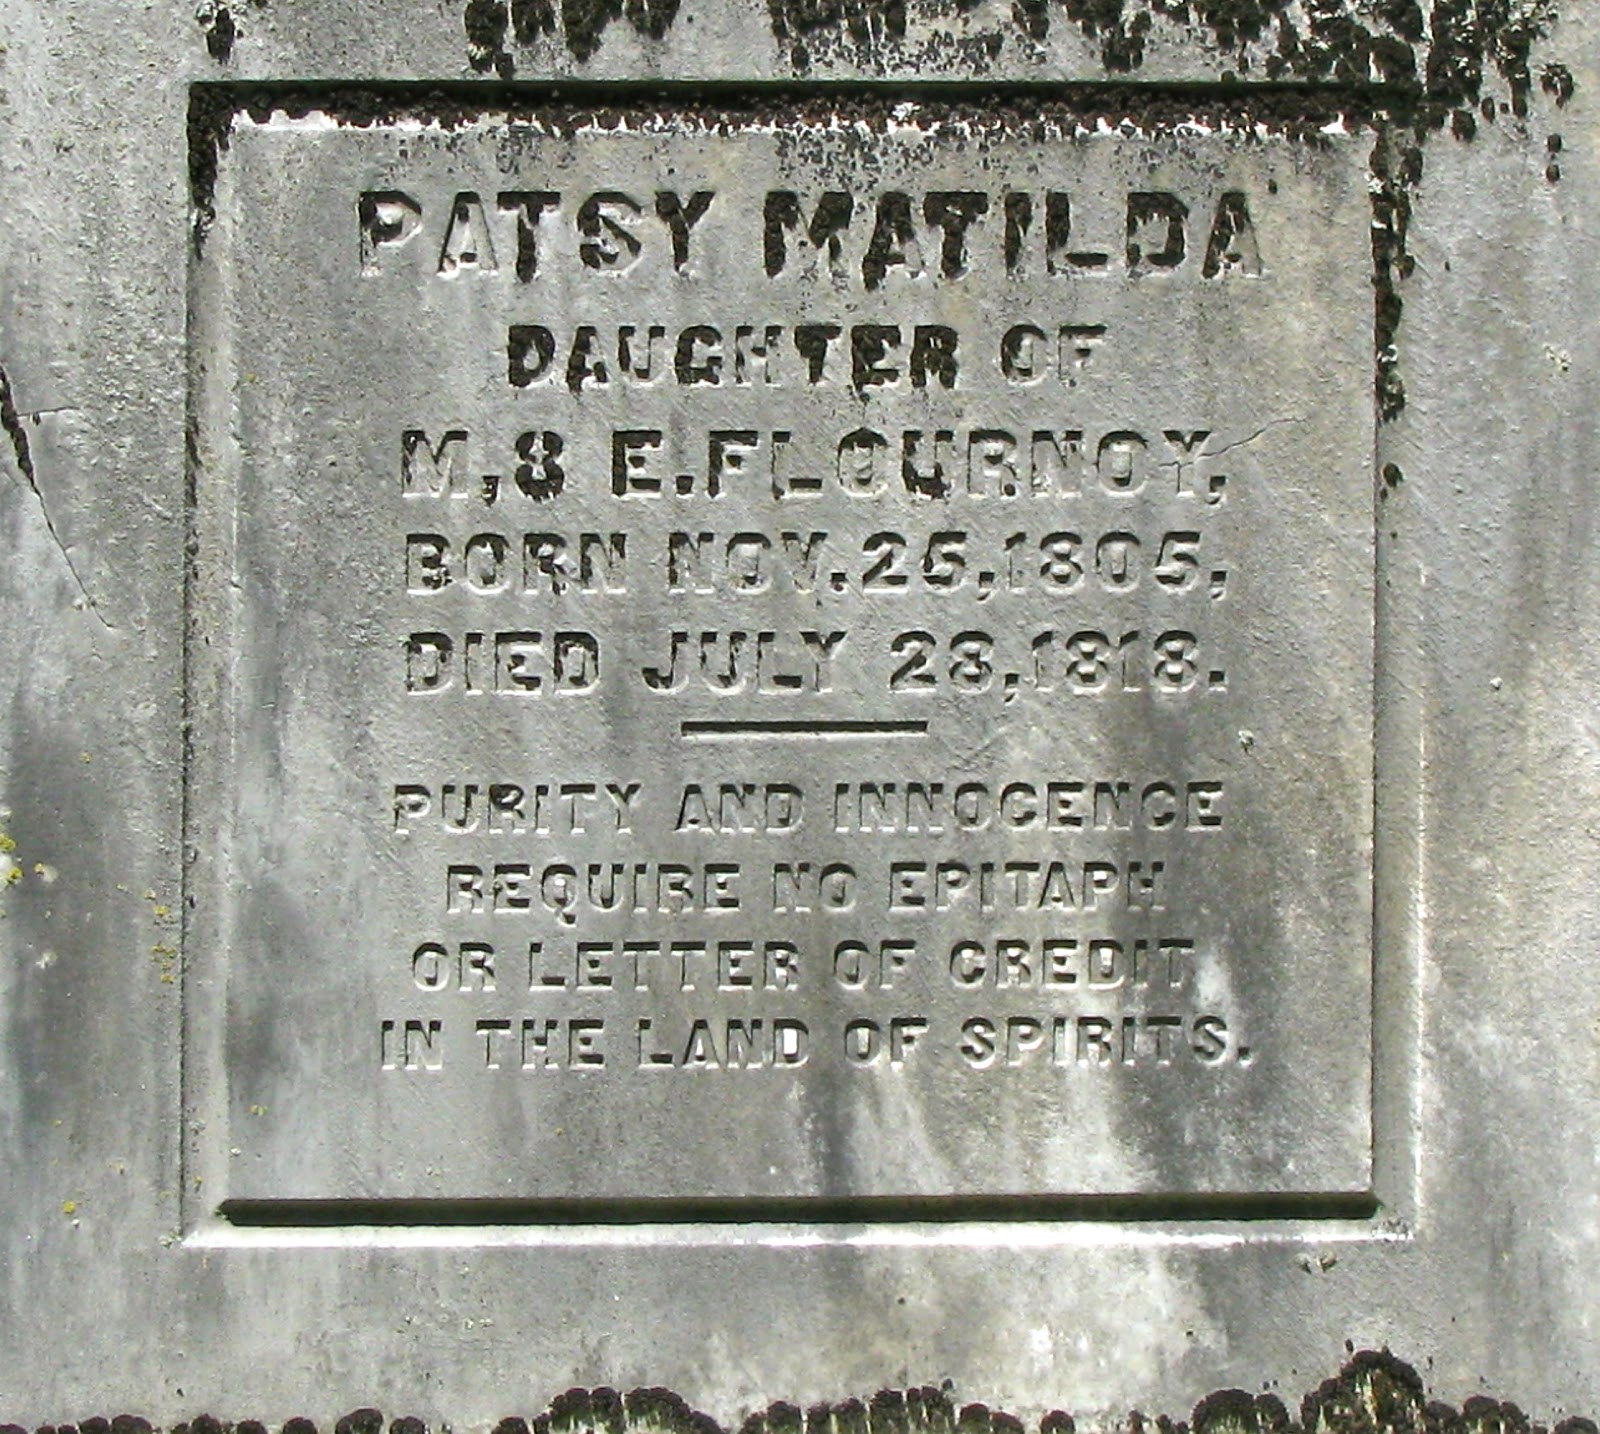 PATSY MATILDA
DAUGHTER OF
M, & E. FLOURNOY,
BORN NOV. 25, 1805,
DIED JULY 28, 1818.
PURITY AND INNOCENCE
REQUIRE NO EPITAPH
OR LETTER OF CREDIT
IN THE LAND OF SPIRITS.